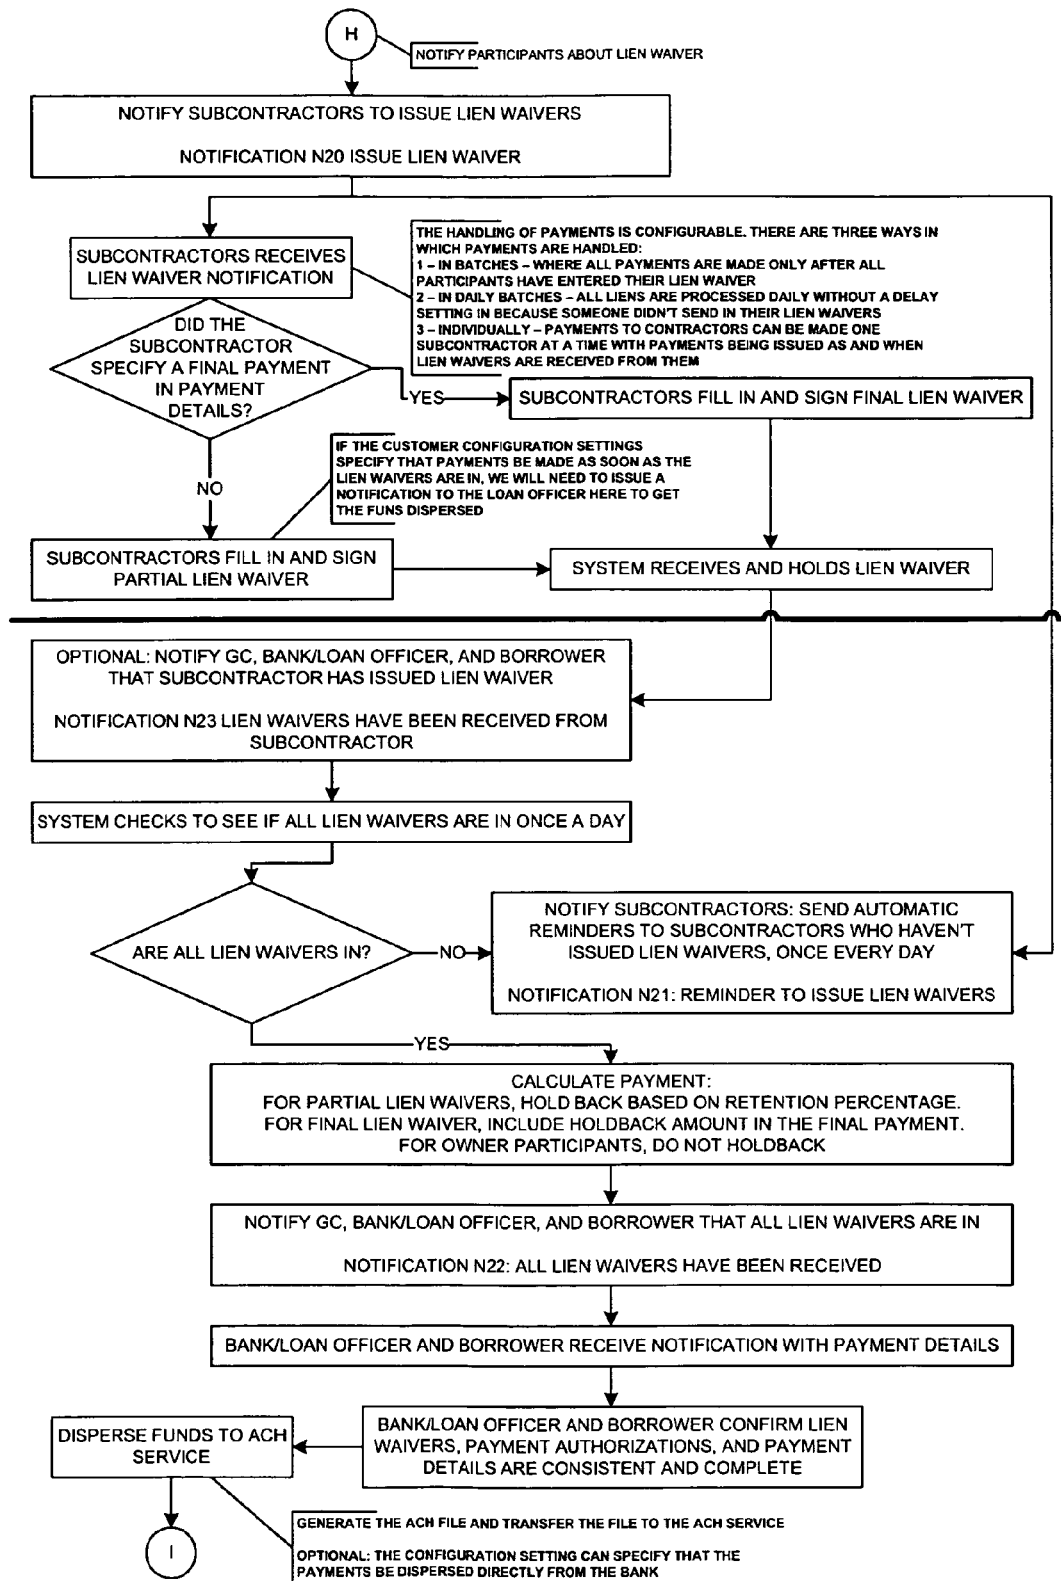 H
NOTIFY PARTICIPANTS ABOUT LIEN WAIVER
NOTIFY SUBCONTRACTORS TO ISSUE LIEN WAIVERS
NOTIFICATION N20 ISSUE LIEN WAIVER
SUBCONTRACTORS RECEIVES
LIEN WAIVER NOTIFICATION
THE HANDLING OF PAYMENTS IS CONFIGURABLE. THERE ARE THREE WAYS IN
WHICH PAYMENTS ARE HANDLED:
1 – IN BATCHES – WHERE ALL PAYMENTS ARE MADE ONLY AFTER ALL
PARTICIPANTS HAVE ENTERED THEIR LIEN WAIVER
2 – IN DAILY BATCHES – ALL LIENS ARE PROCESSED DAILY WITHOUT A DELAY
SETTING IN BECAUSE SOMEONE DIDN'T SEND IN THEIR LIEN WAIVERS
3 – INDIVIDUALLY – PAYMENTS TO CONTRACTORS CAN BE MADE ONE
SUBCONTRACTOR AT A TIME WITH PAYMENTS BEING ISSUED AS AND WHEN
LIEN WAIVERS ARE RECEIVED FROM THEM
DID THE
SUBCONTRACTOR
SPECIFY A FINAL PAYMENT
IN PAYMENT
DETAILS?
YES
SUBCONTRACTORS FILL IN AND SIGN FINAL LIEN WAIVER
NO
IF THE CUSTOMER CONFIGURATION SETTINGS
SPECIFY THAT PAYMENTS BE MADE AS SOON AS THE
LIEN WAIVERS ARE IN, WE WILL NEED TO ISSUE A
NOTIFICATION TO THE LOAN OFFICER HERE TO GET
THE FUNS DISPERSED
SUBCONTRACTORS FILL IN AND SIGN
PARTIAL LIEN WAIVER
SYSTEM RECEIVES AND HOLDS LIEN WAIVER
OPTIONAL: NOTIFY GC, BANK/LOAN OFFICER, AND BORROWER
THAT SUBCONTRACTOR HAS ISSUED LIEN WAIVER
NOTIFICATION N23 LIEN WAIVERS HAVE BEEN RECEIVED FROM
SUBCONTRACTOR
SYSTEM CHECKS TO SEE IF ALL LIEN WAIVERS ARE IN ONCE A DAY
ARE ALL LIEN WAIVERS IN?
NO
NOTIFY SUBCONTRACTORS: SEND AUTOMATIC
REMINDERS TO SUBCONTRACTORS WHO HAVEN'T
ISSUED LIEN WAIVERS, ONCE EVERY DAY
NOTIFICATION N21: REMINDER TO ISSUE LIEN WAIVERS
YES
CALCULATE PAYMENT:
FOR PARTIAL LIEN WAIVERS, HOLD BACK BASED ON RETENTION PERCENTAGE.
FOR FINAL LIEN WAIVER, INCLUDE HOLDBACK AMOUNT IN THE FINAL PAYMENT.
FOR OWNER PARTICIPANTS, DO NOT HOLDBACK
NOTIFY GC, BANK/LOAN OFFICER, AND BORROWER THAT ALL LIEN WAIVERS ARE IN
NOTIFICATION N22: ALL LIEN WAIVERS HAVE BEEN RECEIVED
BANK/LOAN OFFICER AND BORROWER RECEIVE NOTIFICATION WITH PAYMENT DETAILS
BANK/LOAN OFFICER AND BORROWER CONFIRM LIEN
WAIVERS, PAYMENT AUTHORIZATIONS, AND PAYMENT
DETAILS ARE CONSISTENT AND COMPLETE
DISPERSE FUNDS TO ACH
SERVICE
I
GENERATE THE ACH FILE AND TRANSFER THE FILE TO THE ACH SERVICE
OPTIONAL: THE CONFIGURATION SETTING CAN SPECIFY THAT THE
PAYMENTS BE DISPERSED DIRECTLY FROM THE BANK